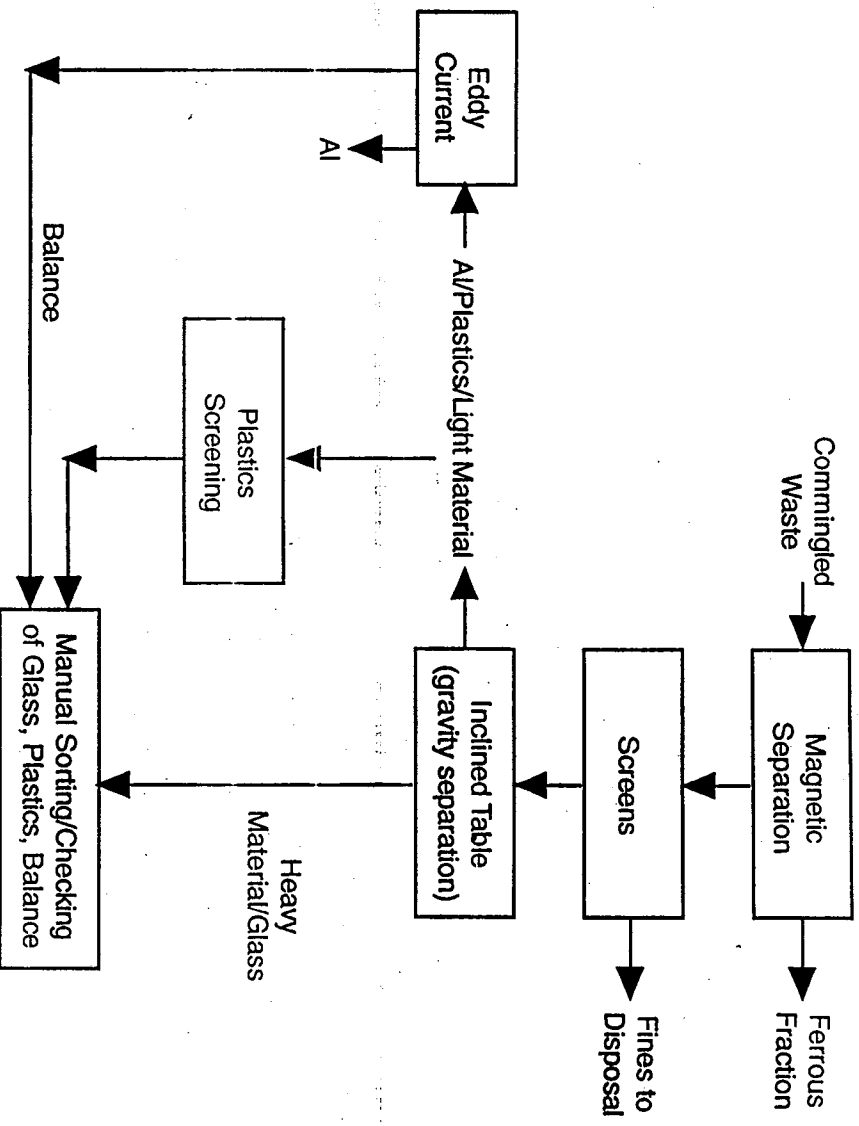 Commingled
Waste
Magnetic
Separation
Ferrous
Fraction
Screens
Fines to
Disposal
Eddy
Current
Al/Plastics/Light Material
Inclined Table
(gravity separation)
Al
Plastics
Screening
Heavy
Material/Glass
Balance
Manual Sorting/Checking
of Glass, Plastics, Balance